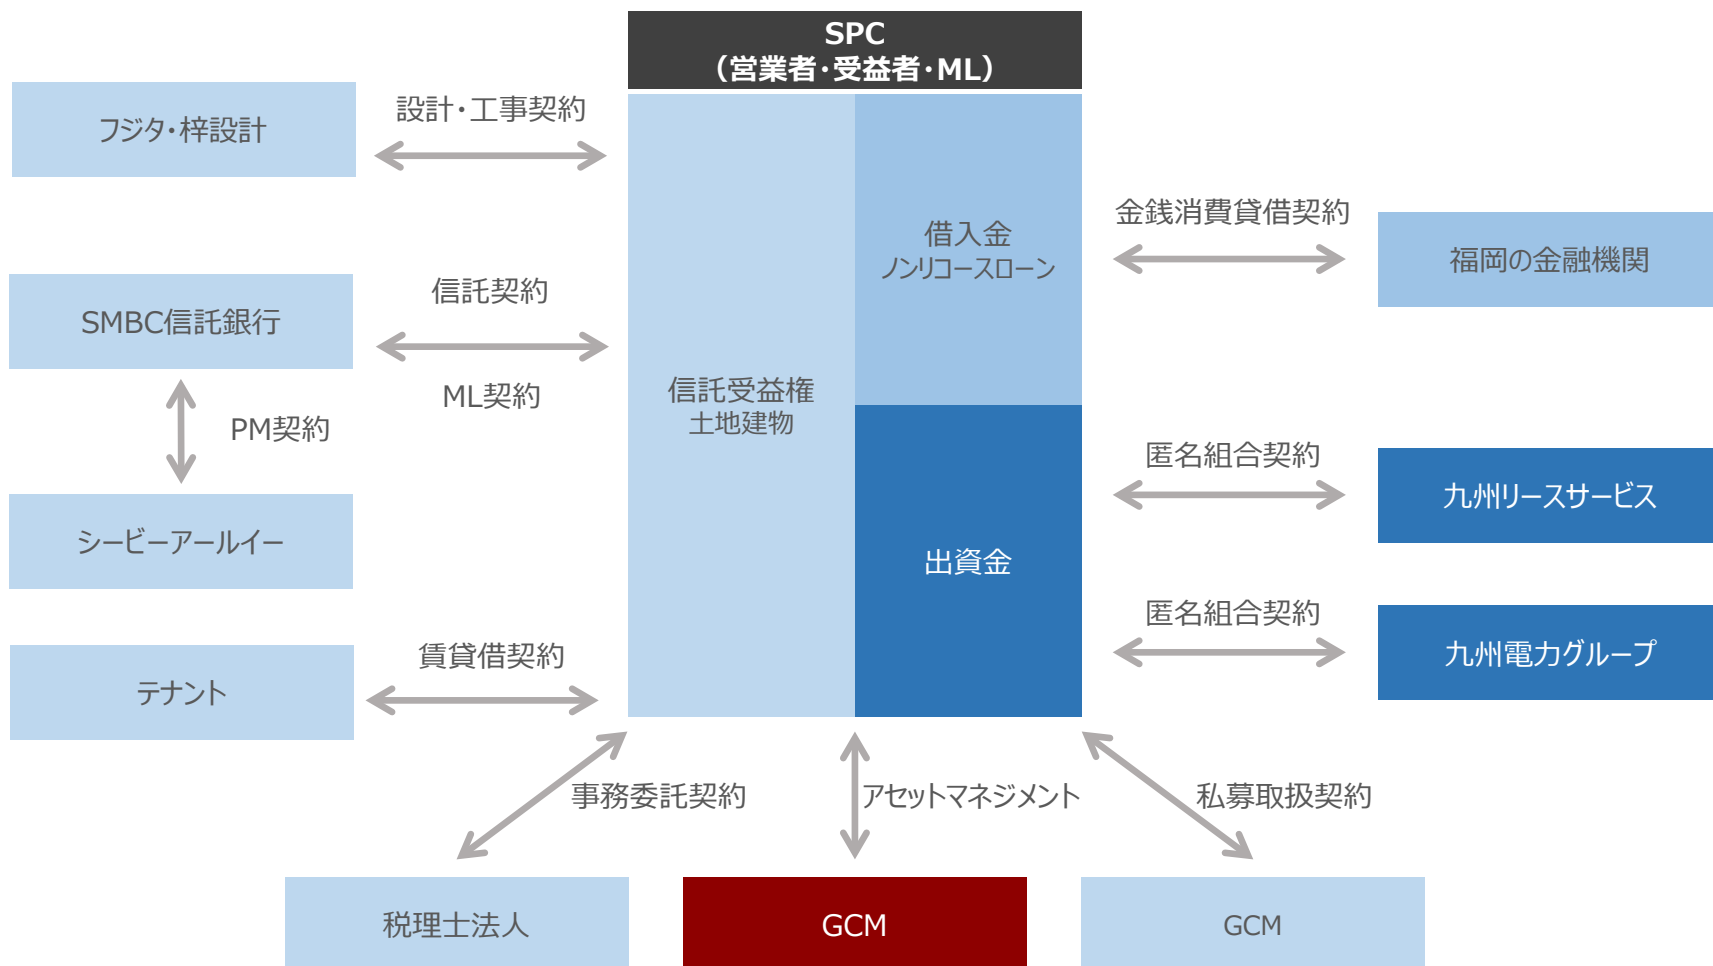 SPC
（営業者・受益者・ML）
フジタ・梓設計
設計・工事契約
借入金
ノンリコースローン
金銭消費貸借契約
福岡の金融機関
SMBC信託銀行
信託契約
ML契約
信託受益権
土地建物
PM契約
シービーアールイー
出資金
匿名組合契約
九州リースサービス
匿名組合契約
九州電力グループ
テナント
賃貸借契約
事務委託契約
アセットマネジメント
私募取扱契約
税理士法人
GCM
GCM